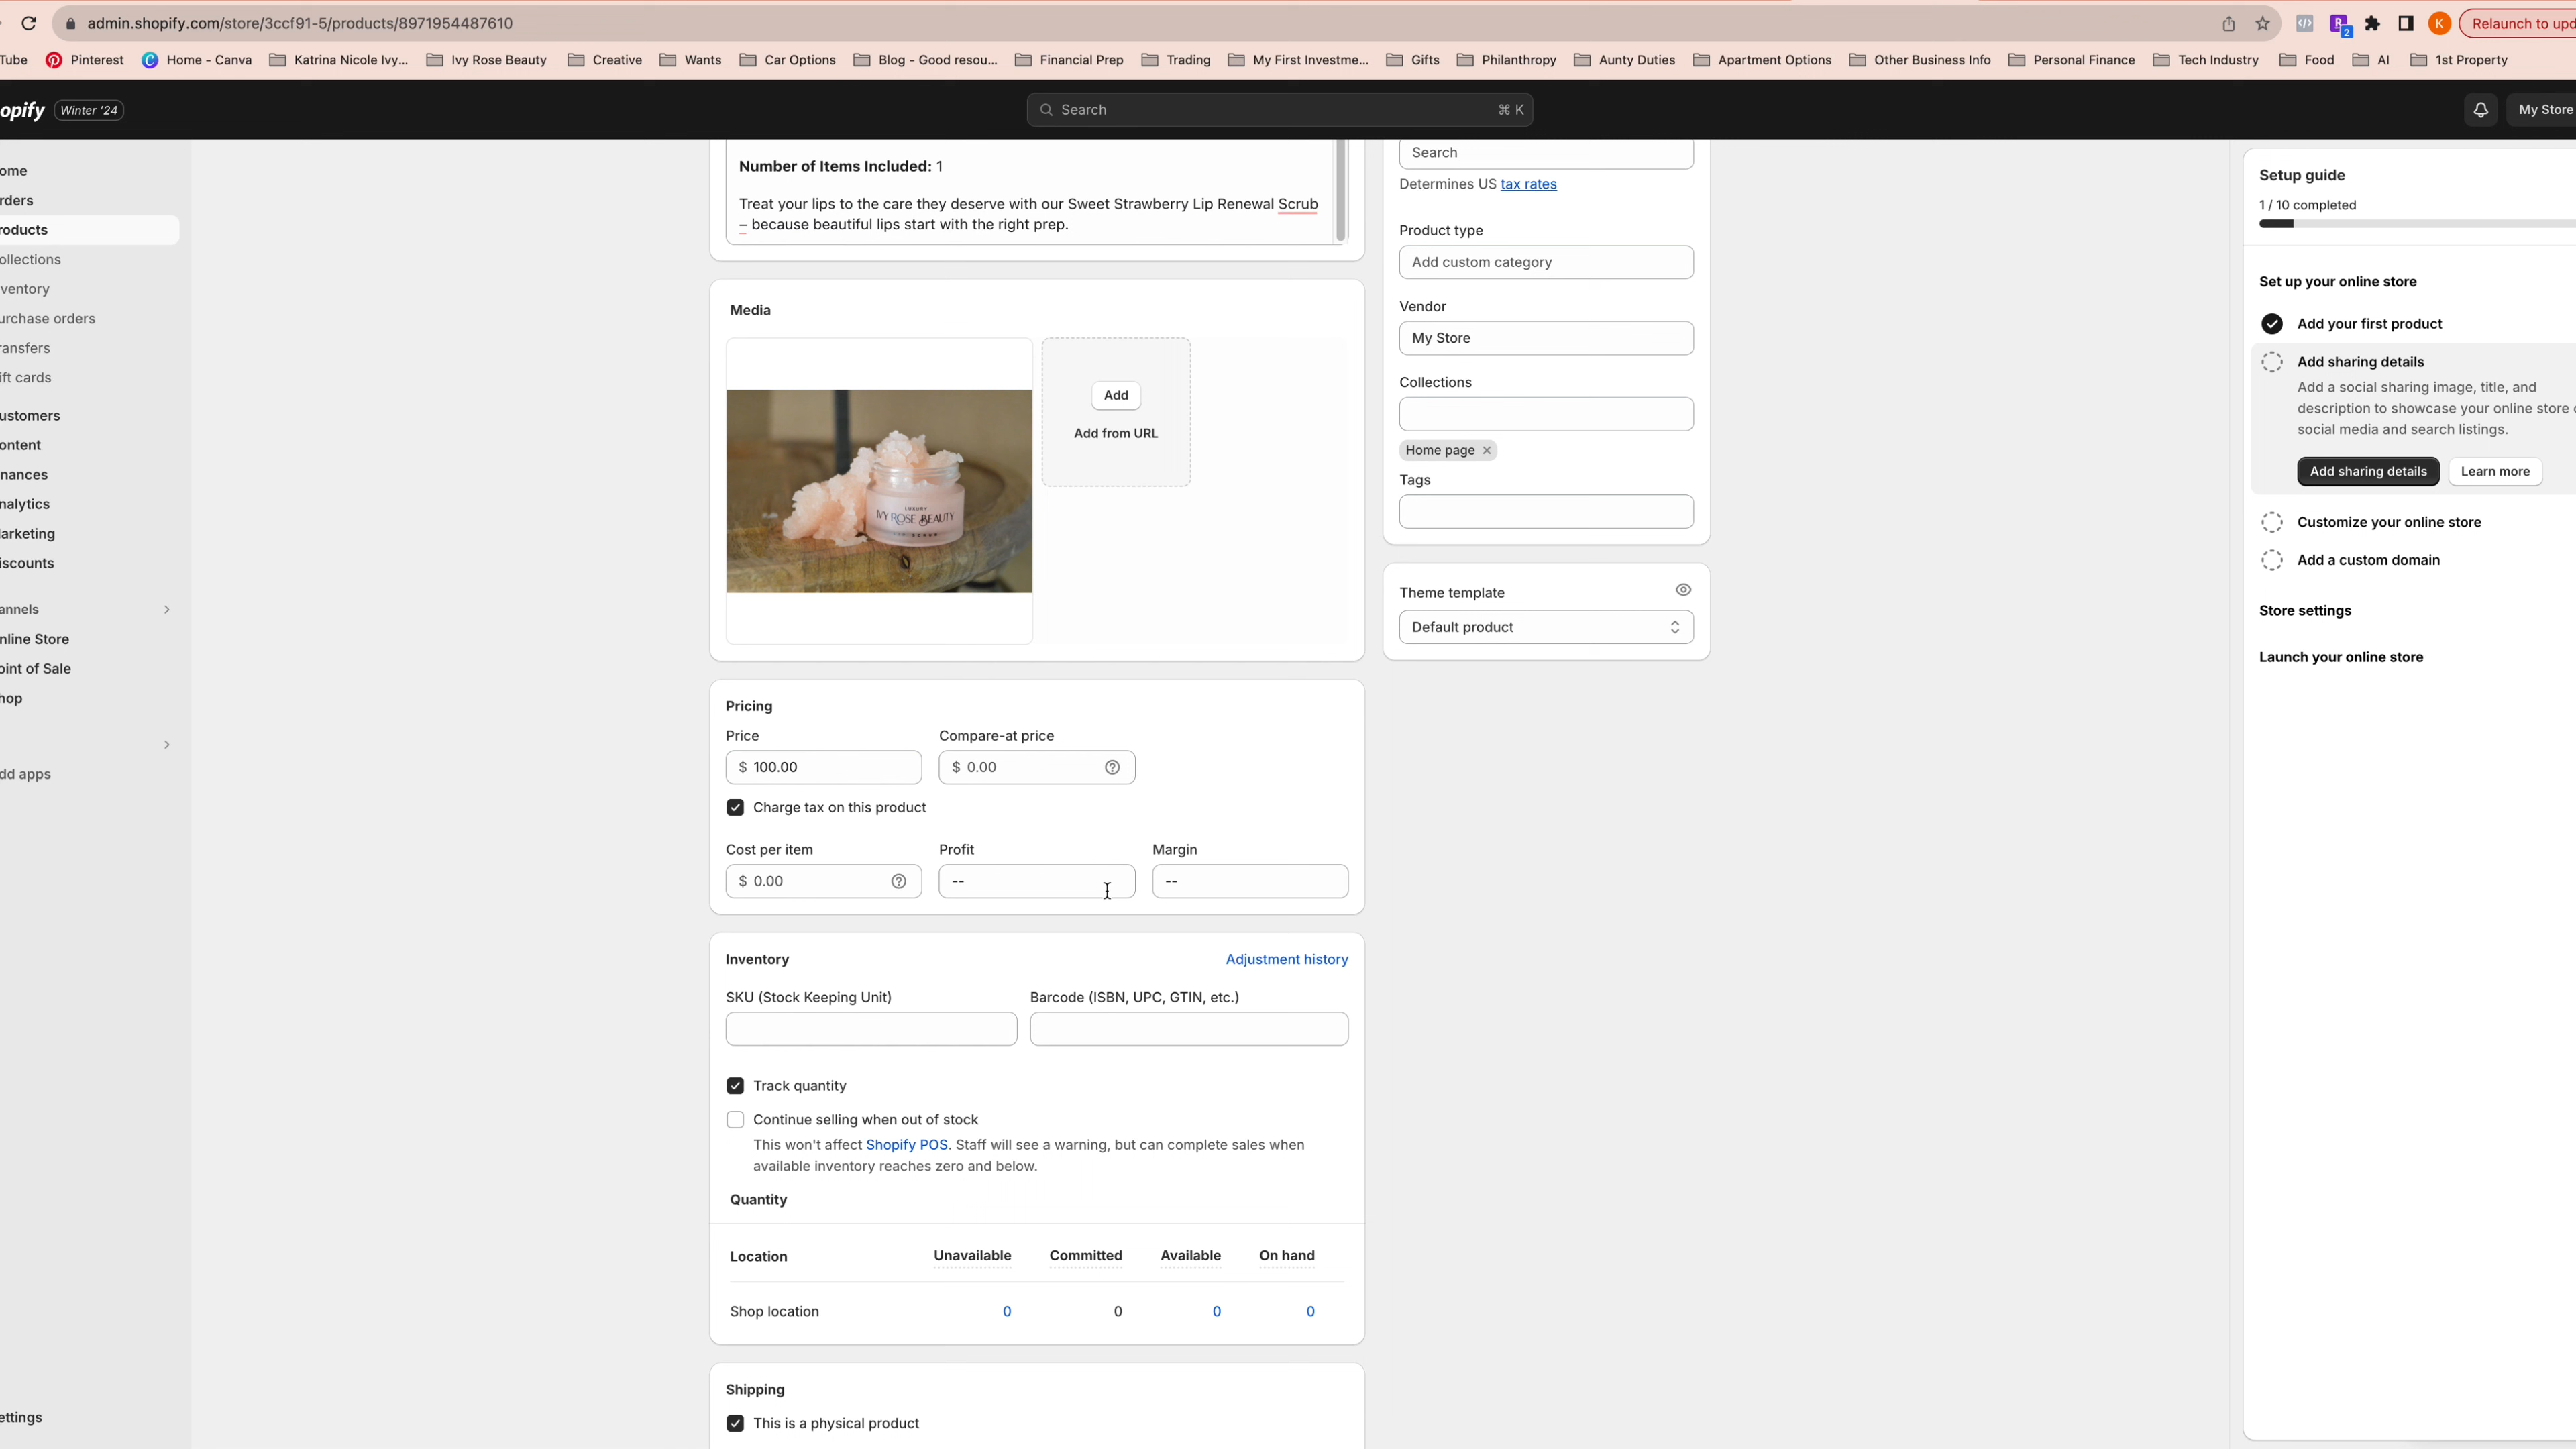 admin.shopify.com/store/3ccf91-5/products/8971954487610
K
Relaunch to upd
Tube
Pinterest
Home - Canva
Katrina Nicole Ivy...
Ivy Rose Beauty
Creative
Wants
Car Options
Blog - Good resou...
Financial Prep
Trading
My First Investme...
Gifts
Philanthropy
Aunty Duties
Apartment Options
Other Business Info
Personal Finance
Tech Industry
Food
AI
1st Property
opify
Winter '24
Search
⌘ K
My Store
ome
rders
roducts
ollections
ventory
urchase orders
ransfers
ift cards
ustomers
ontent
nances
nalytics
arketing
iscounts
annels
nline Store
oint of Sale
hop
dd apps
ettings
Number of Items Included: 1
Treat your lips to the care they deserve with our Sweet Strawberry Lip Renewal Scrub
– because beautiful lips start with the right prep.
Media
LUXURY
IVY ROSE BEAUTY
SCRUB
Add
Add from URL
Pricing
Price
Compare-at price
$ 100.00
$ 0.00
Charge tax on this product
Cost per item
Profit
Margin
$ 0.00
--
--
Inventory
Adjustment history
SKU (Stock Keeping Unit)
Barcode (ISBN, UPC, GTIN, etc.)
Track quantity
Continue selling when out of stock
This won't affect Shopify POS. Staff will see a warning, but can complete sales when
available inventory reaches zero and below.
Quantity
Location Unavailable Committed Available On hand
Shop location 0 0 0 0
Shipping
This is a physical product
Search
Determines US tax rates
Product type
Add custom category
Vendor
My Store
Collections
Home page
Tags
Theme template
Default product
Setup guide
1 / 10 completed
Set up your online store
Add your first product
Add sharing details
Add a social sharing image, title, and
description to showcase your online store
social media and search listings.
Add sharing details
Learn more
Customize your online store
Add a custom domain
Store settings
Launch your online store